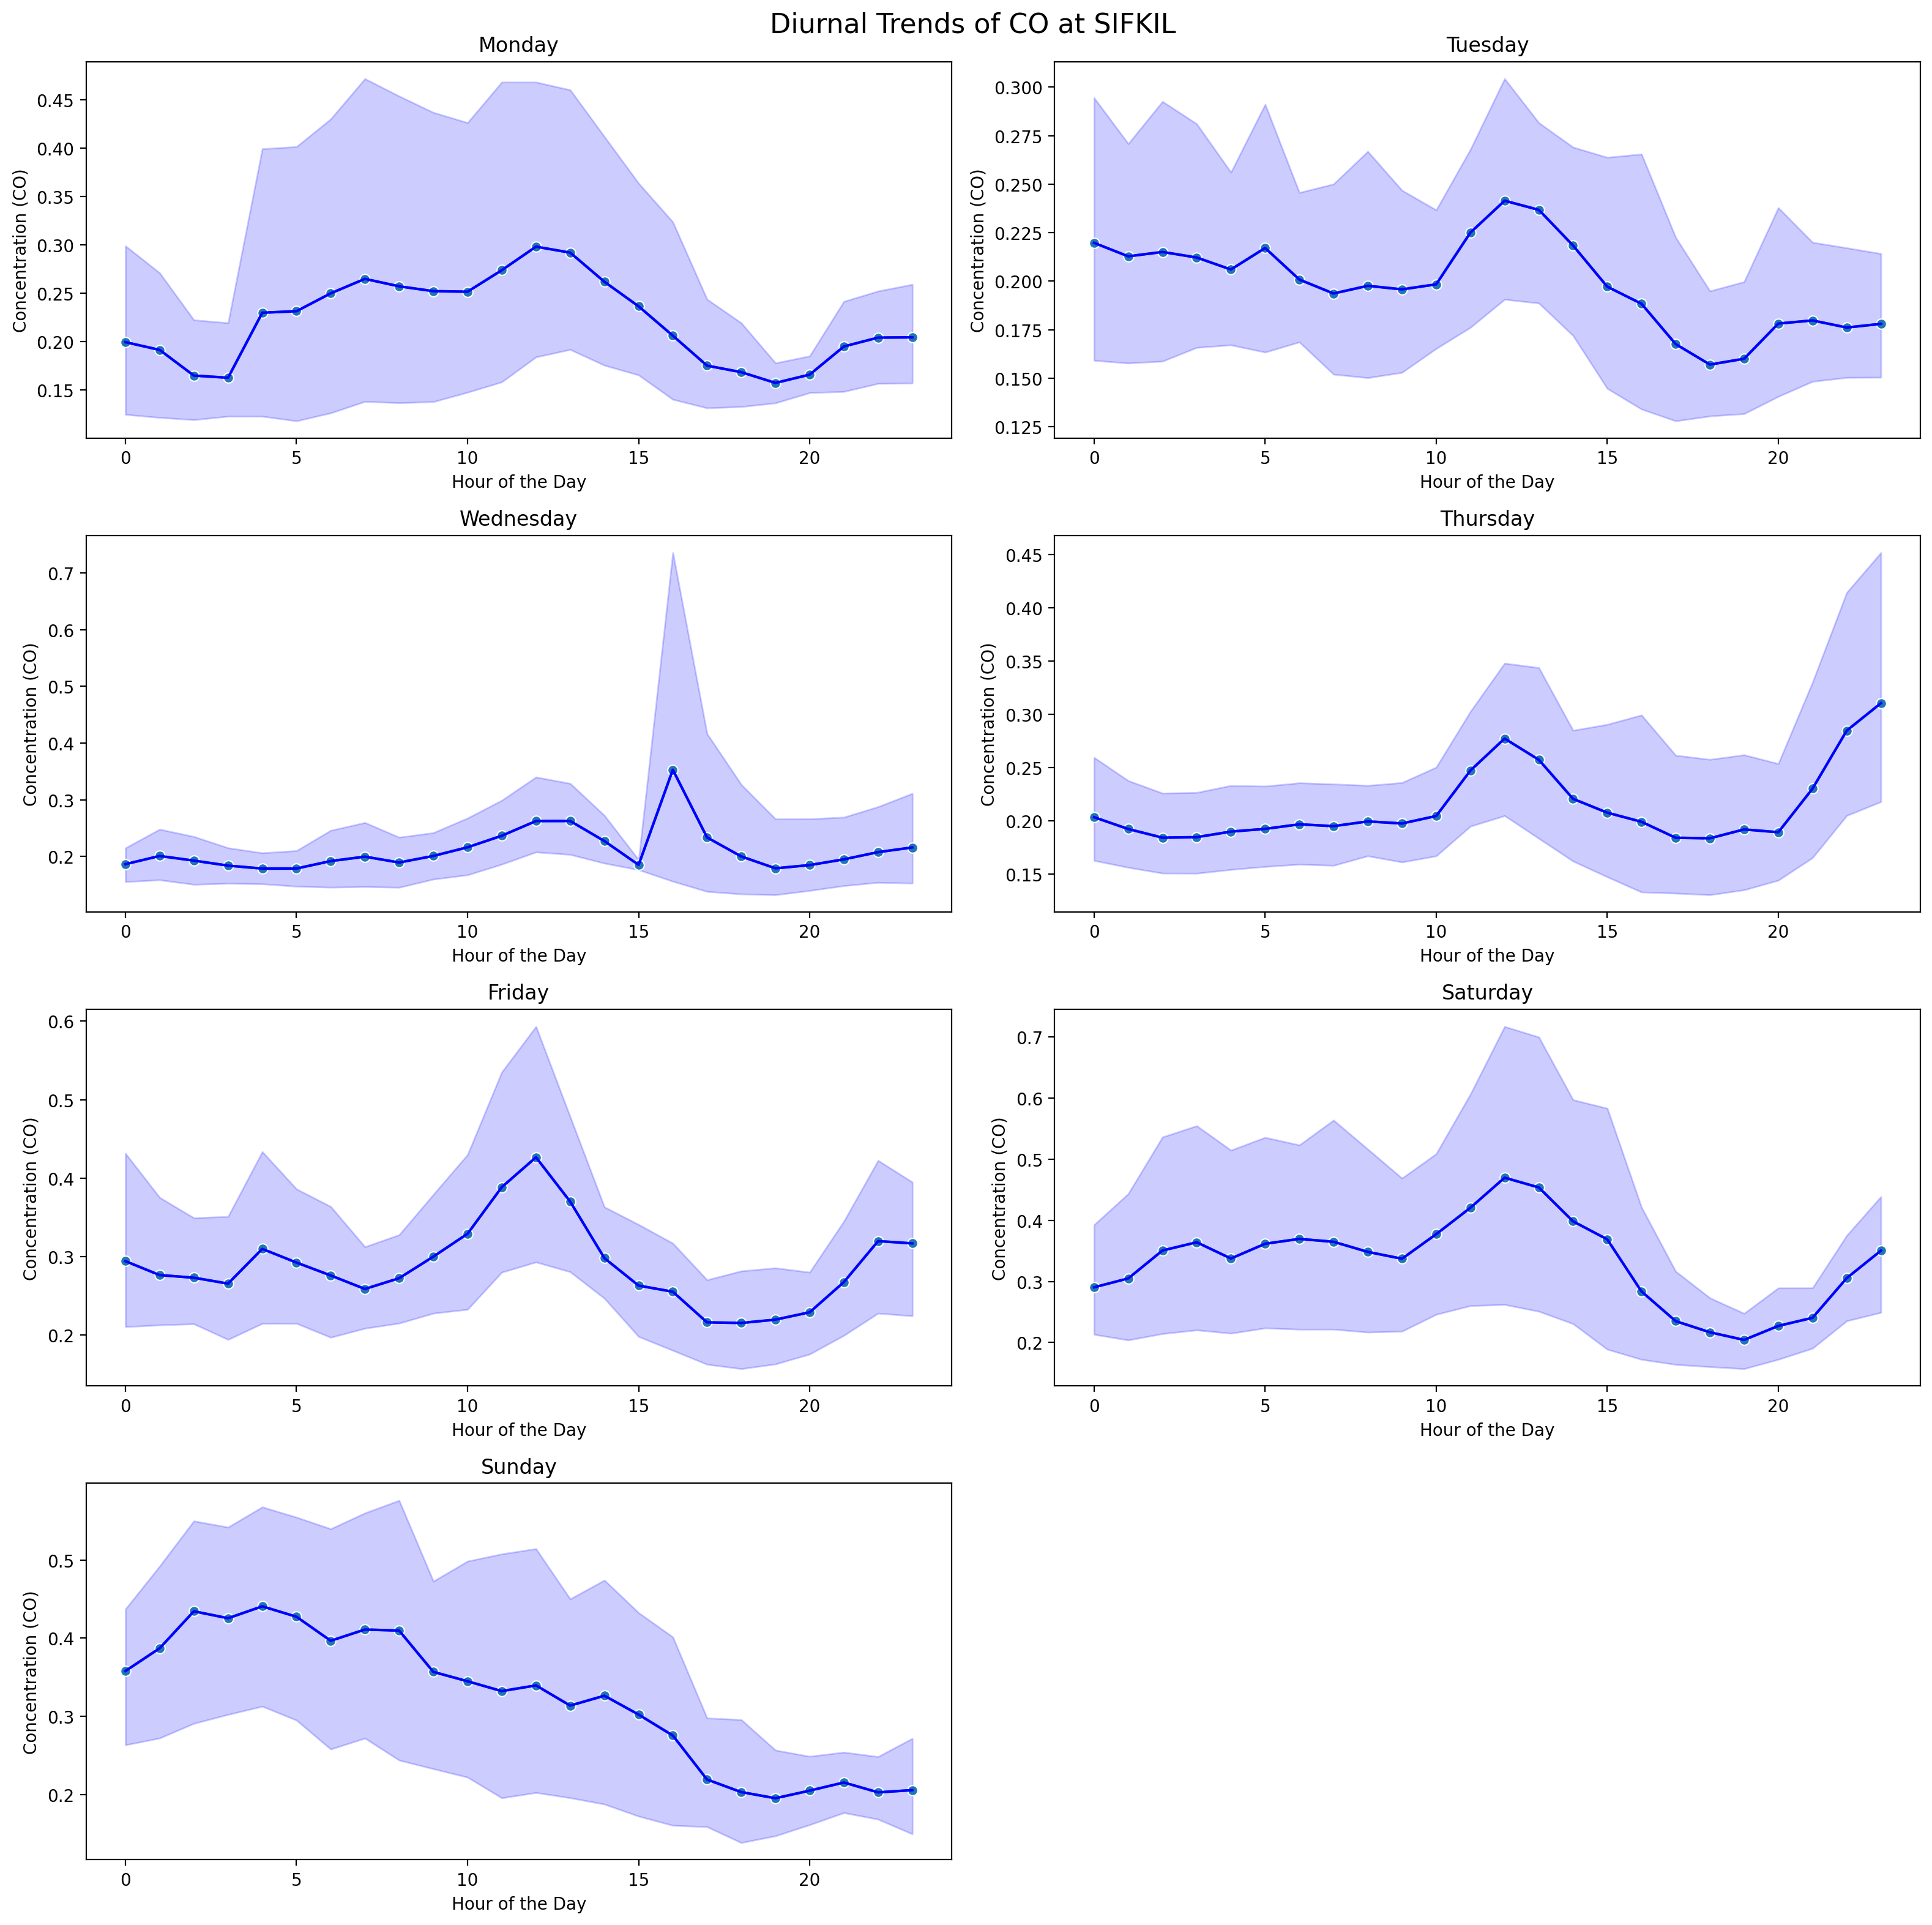 Diurnal Trends of CO at SIFKIL
Monday
Concentration (CO)
0.45
0.40
0.35
0.30
0.25
0.20
0.15
0 5 10 15 20
Hour of the Day
Tuesday
Concentration (CO)
0.300
0.275
0.250
0.225
0.200
0.175
0.150
0.125
0 5 10 15 20
Hour of the Day
Wednesday
Concentration (CO)
0.7
0.6
0.5
0.4
0.3
0.2
0 5 10 15 20
Hour of the Day
Thursday
Concentration (CO)
0.45
0.40
0.35
0.30
0.25
0.20
0.15
0 5 10 15 20
Hour of the Day
Friday
Concentration (CO)
0.6
0.5
0.4
0.3
0.2
0 5 10 15 20
Hour of the Day
Saturday
Concentration (CO)
0.7
0.6
0.5
0.4
0.3
0.2
0 5 10 15 20
Hour of the Day
Sunday
Concentration (CO)
0.5
0.4
0.3
0.2
0 5 10 15 20
Hour of the Day